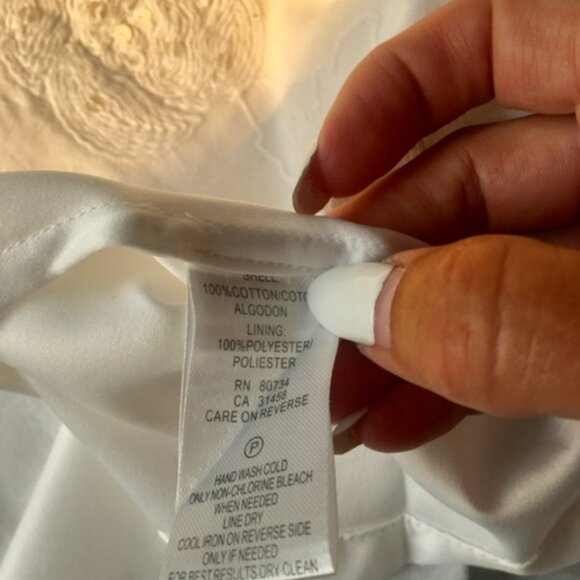 SHELL
100%COTTON/COTO
ALGODON
LINING:
100%POLYESTER/
POLIESTER
RN 80734
CA 31458
CARE ON REVERSE
P
HAND WASH COLD
ONLY NON-CHLORINE BLEACH
WHEN NEEDED
LINE DRY
COOL IRON ON REVERSE SIDE
ONLY IF NEEDED
FOR BEST RESULTS DRY CLEAN